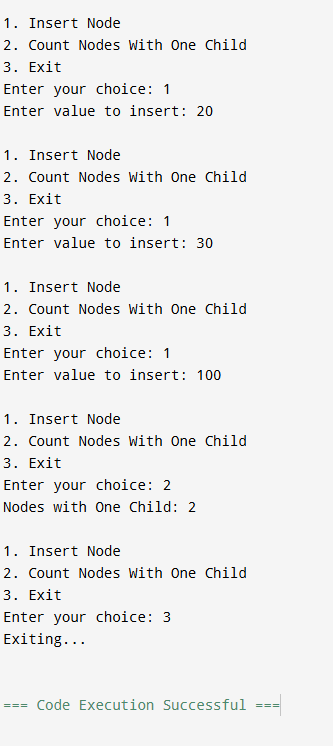 1. Insert Node
2. Count Nodes With One Child
3. Exit
Enter your choice: 1
Enter value to insert: 20

1. Insert Node
2. Count Nodes With One Child
3. Exit
Enter your choice: 1
Enter value to insert: 30

1. Insert Node
2. Count Nodes With One Child
3. Exit
Enter your choice: 1
Enter value to insert: 100

1. Insert Node
2. Count Nodes With One Child
3. Exit
Enter your choice: 2
Nodes with One Child: 2

1. Insert Node
2. Count Nodes With One Child
3. Exit
Enter your choice: 3
Exiting...

=== Code Execution Successful ===